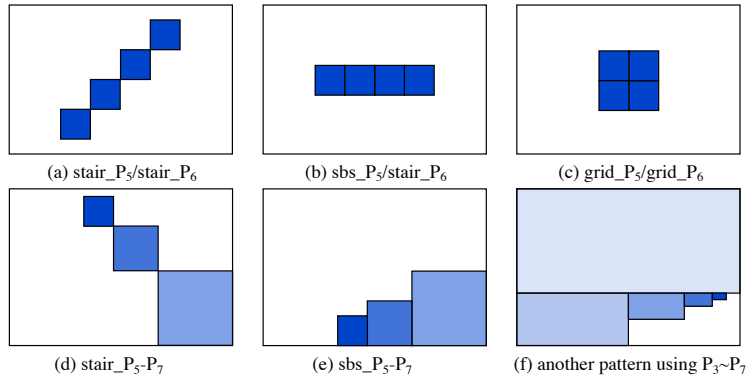 (a) stair_P5/stair_P6
(b) sbs_P5/stair_P6
(c) grid_P5/grid_P6
(d) stair_P5-P7
(e) sbs_P5-P7
(f) another pattern using P3~P7